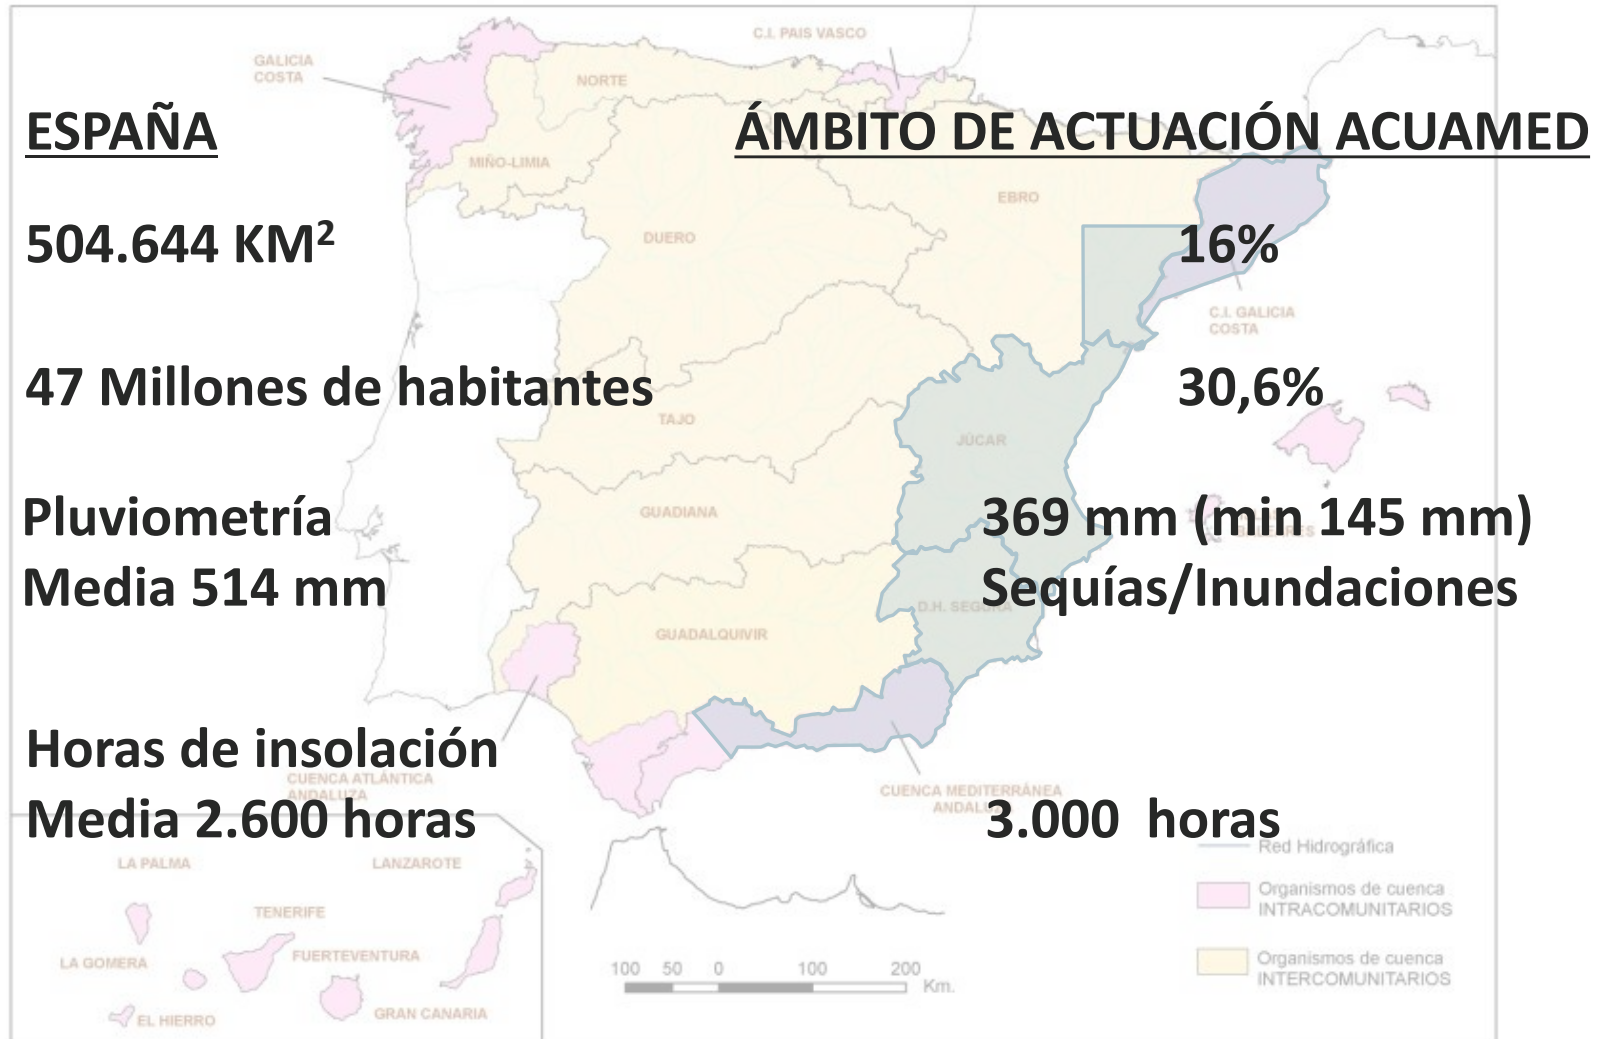 C.I. PAIS VASCO
GALICIA
COSTA
NORTE
ESPAÑA
ÁMBITO DE ACTUACIÓN ACUAMED
MIÑO-LIMIA
EBRO
DUERO
504.644 KM²
16%
C.I. GALICIA
COSTA
47 Millones de habitantes
30,6%
TAJO
JÚCAR
Pluviometría
Media 514 mm
GUADIANA
369 mm (min 145 mm)
Sequías/Inundaciones
D.H. SEGURA
GUADALQUIVIR
Horas de insolación
Media 2.600 horas
CUENCA ATLÁNTICA
ANDALUZA
CUENCA MEDITERRÁNEA
ANDALUZA
3.000 horas
Red Hidrográfica
LA PALMA
LANZAROTE
Organismos de cuenca
INTRACOMUNITARIOS
TENERIFE
FUERTEVENTURA
LA GOMERA
Organismos de cuenca
INTERCOMUNITARIOS
100 50 0 100 200
Km.
GRAN CANARIA
EL HIERRO